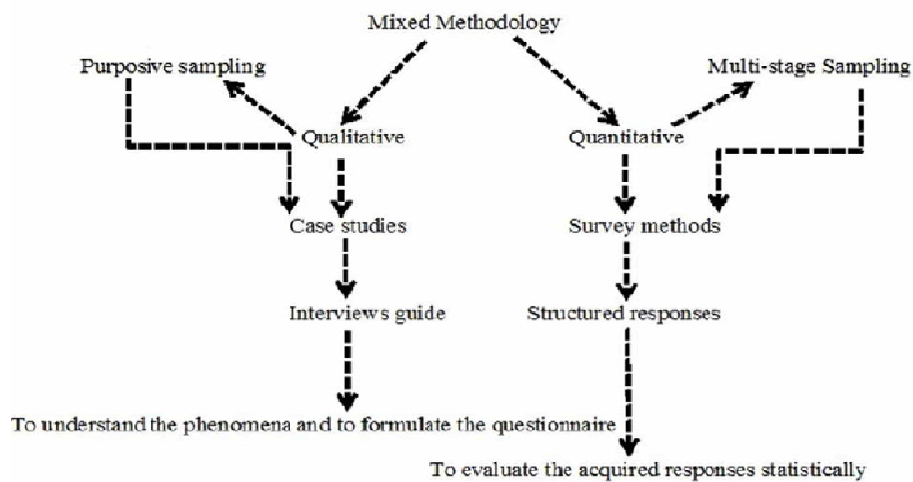 Mixed Methodology
Purposive sampling
Multi-stage Sampling
Qualitative
Quantitative
Case studies
Survey methods
Interviews guide
Structured responses
To understand the phenomena and to formulate the questionnaire
To evaluate the acquired responses statistically